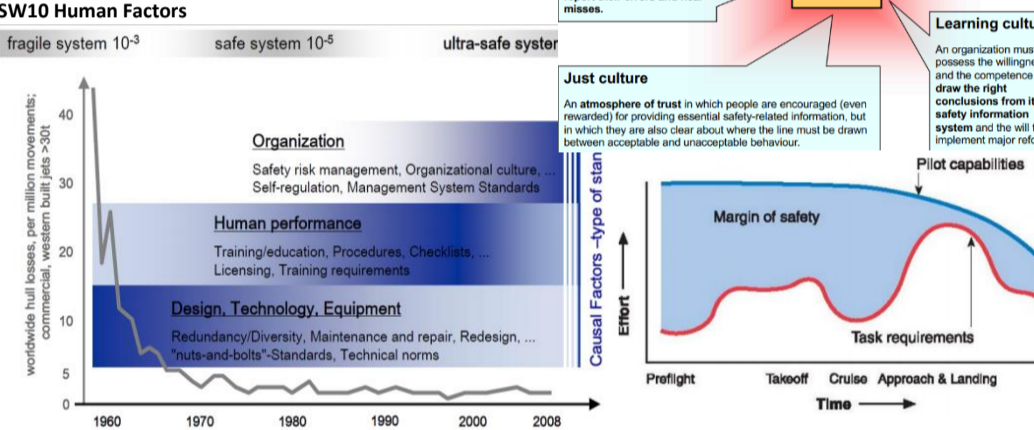 SW10 Human Factors
fragile system 10-3
safe system 10-5
ultra-safe system
worldwide hull losses, per million movements;
commercial, western built jets >30t
40
30
20
10
5
0
1960
1970
1980
1990
2000
2008
Organization
Safety risk management, Organizational culture, ...
Self-regulation, Management System Standards
Human performance
Training/education, Procedures, Checklists, ...
Licensing, Training requirements
Design, Technology, Equipment
Redundancy/Diversity, Maintenance and repair, Redesign, ...
"nuts-and-bolts"-Standards, Technical norms
Causal Factors –type of stan
misses.
Just culture
An atmosphere of trust in which people are encouraged (even
rewarded) for providing essential safety-related information, but
in which they are also clear about where the line must be drawn
between acceptable and unacceptable behaviour.
Learning cultu
An organization mus
possess the willingne
and the competence
draw the right
conclusions from it
safety information
system and the will t
implement major refo
Pilot capabilities
Margin of safety
Task requirements
Effort
Preflight
Takeoff
Cruise
Approach & Landing
Time